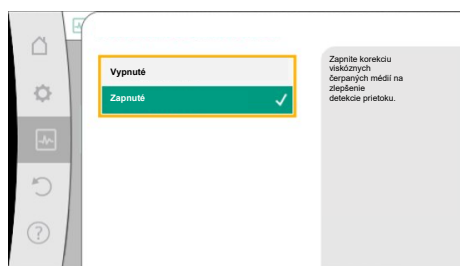 Vypnuté
Zapnuté
Zapnite korekciu
viskóznych
čerpaných médií na
zlepšenie
detekcie prietoku.